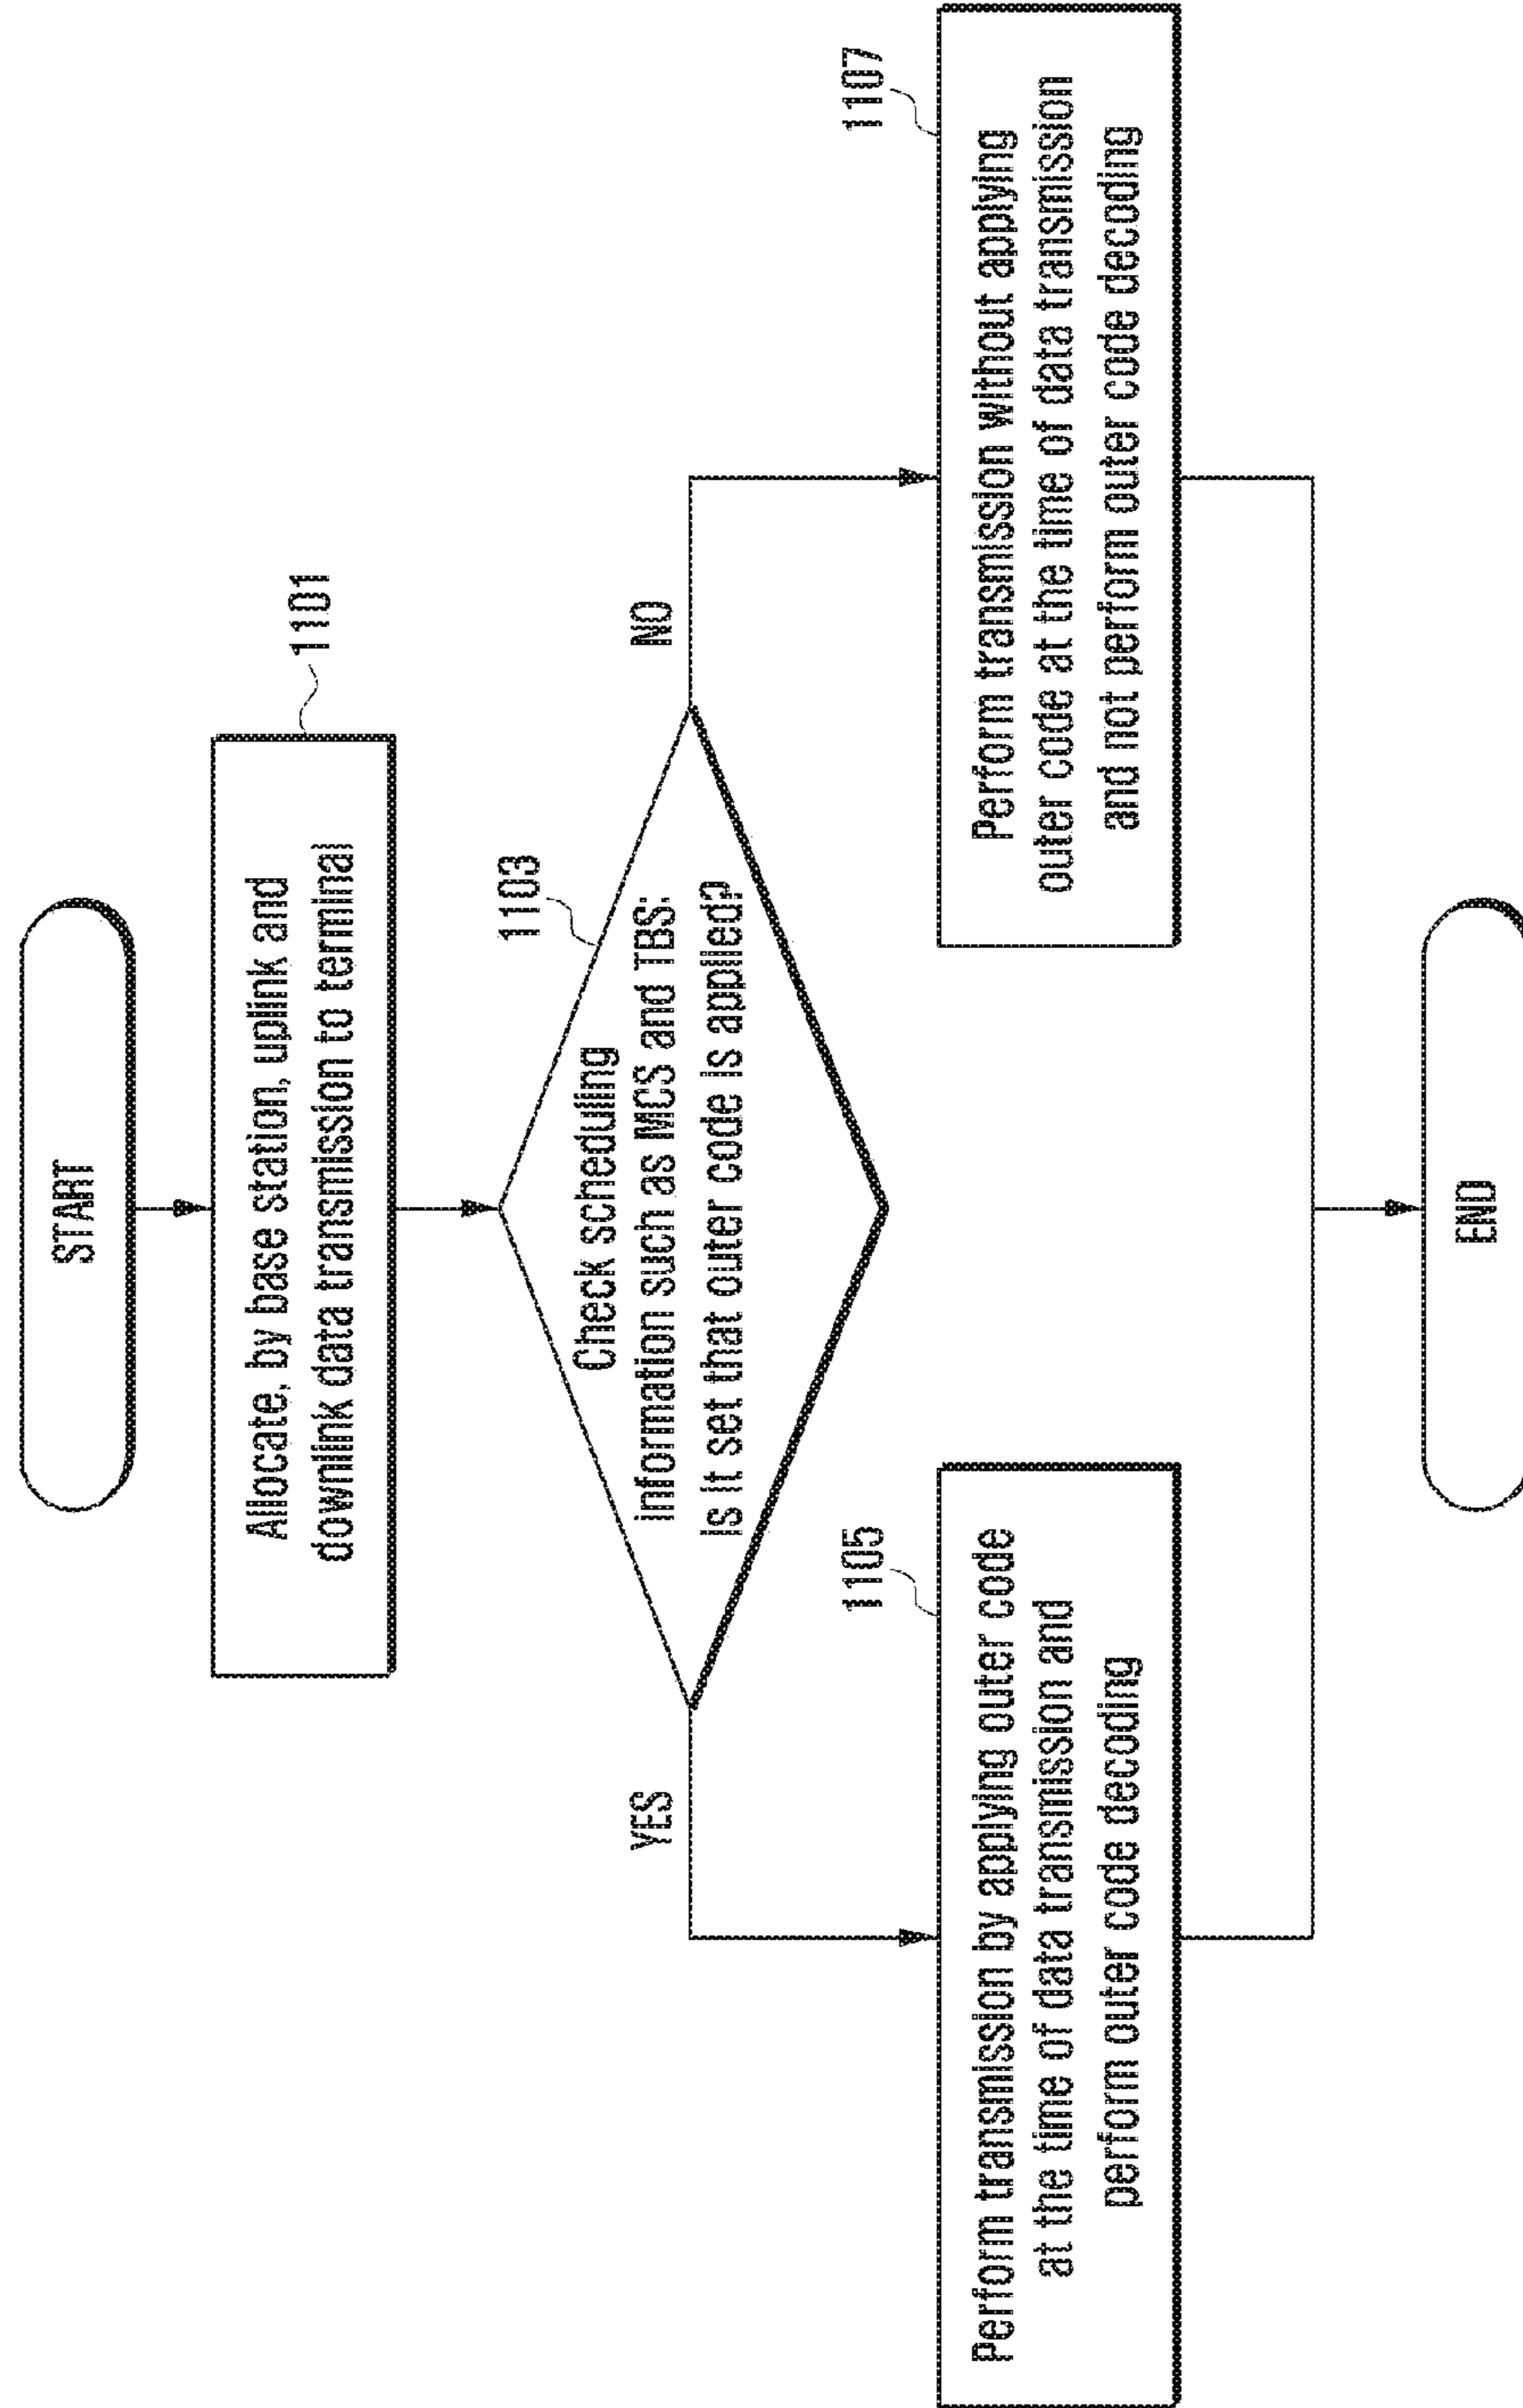 START
1101
Allocate, by base station, uplink and
downlink data transmission to terminal
1103
Check scheduling
information such as MCS and TBS:
is it set that outer code is applied?
YES
NO
1105
Perform transmission by applying outer code
at the time of data transmission and
perform outer code decoding
1107
Perform transmission without applying
outer code at the time of data transmission
and not perform outer code decoding
END